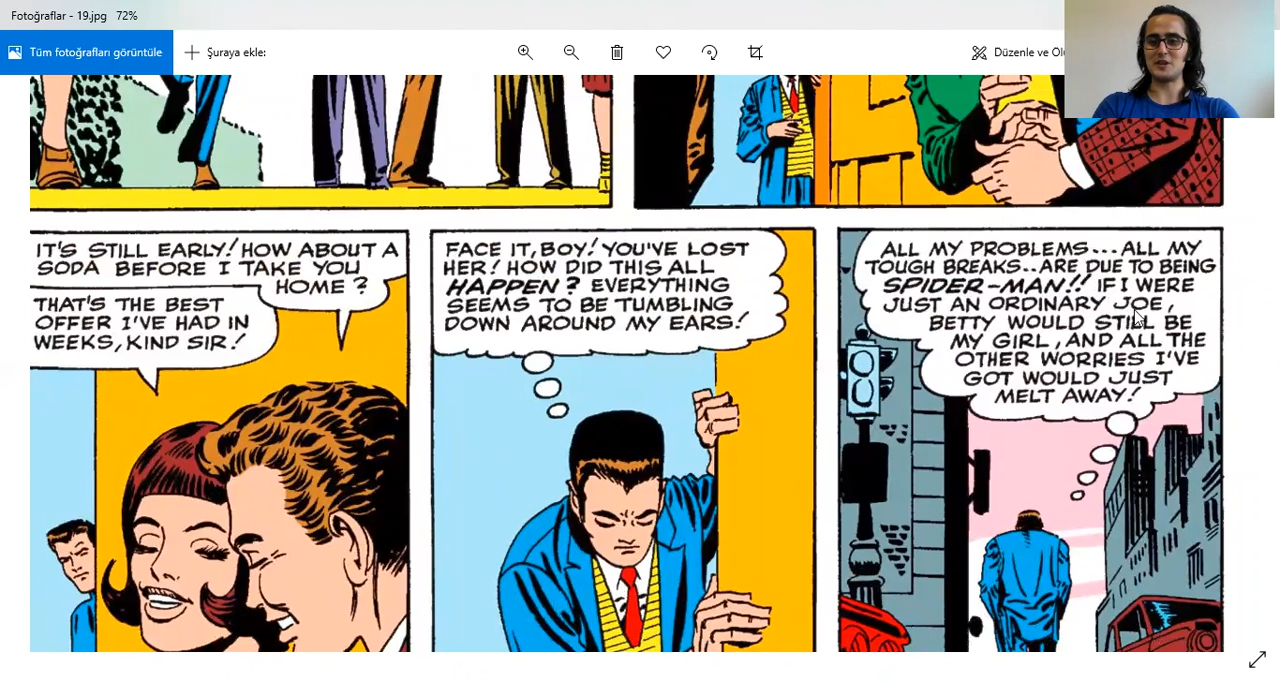 Fotoğraflar - 19.jpg 72%
Tüm fotoğrafları görüntüle
Şuraya ekle:
Düzenle ve
IT'S STILL EARLY! HOW ABOUT A
SODA BEFORE I TAKE YOU
HOME?
THAT'S THE BEST
OFFER I'VE HAD IN
WEEKS, KIND SIR!
FACE IT, BOY! YOU'VE LOST
HER! HOW DID THIS ALL
HAPPEN? EVERYTHING
SEEMS TO BE TUMBLING
DOWN AROUND MY EARS!
ALL MY PROBLEMS...ALL MY
TOUGH BREAKS..ARE DUE TO BEING
SPIDER-MAN!! IF I WERE
JUST AN ORDINARY JOE,
BETTY WOULD STILL BE
MY GIRL, AND ALL THE
OTHER WORRIES I'VE
GOT WOULD JUST
MELT AWAY!